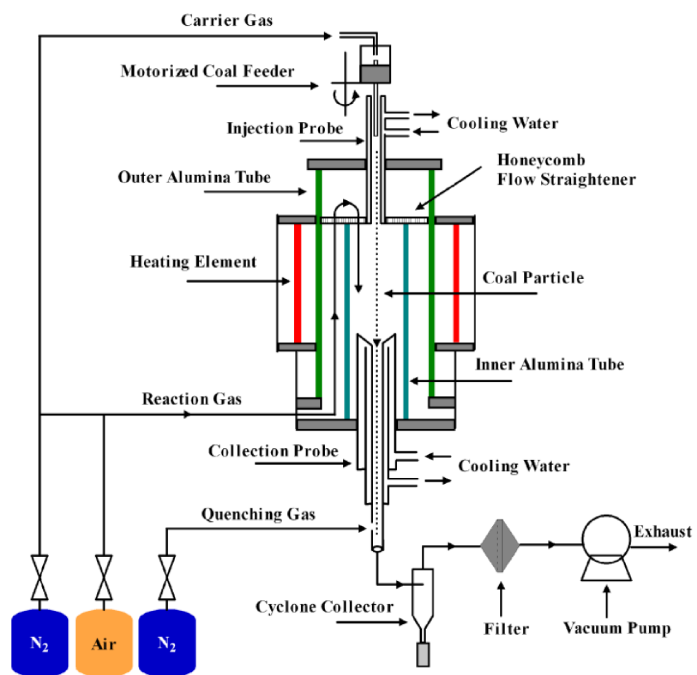 Carrier Gas
Motorized Coal Feeder
Injection Probe
Cooling Water
Honeycomb
Flow Straightener
Outer Alumina Tube
Heating Element
Coal Particle
Inner Alumina Tube
Reaction Gas
Collection Probe
Cooling Water
Quenching Gas
Exhaust
Cyclone Collector
Filter
Vacuum Pump
N2
Air
N2